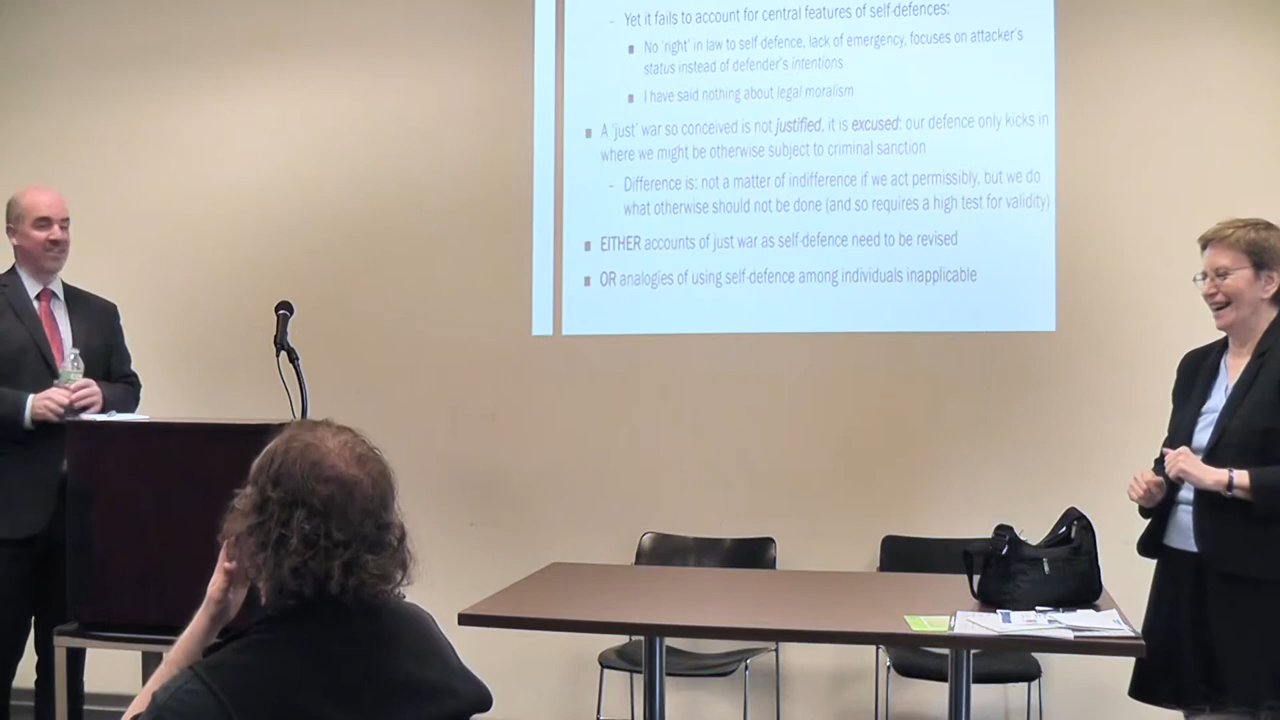 - Yet it fails to account for central features of self-defences:
■ No 'right' in law to self defence, lack of emergency, focuses on attacker's
status instead of defender's intentions
■ I have said nothing about legal moralism
■ A 'just' war so conceived is not justified, it is excused: our defence only kicks in
where we might be otherwise subject to criminal sanction
- Difference is: not a matter of indifference if we act permissibly, but we do
what otherwise should not be done (and so requires a high test for validity)
■ EITHER accounts of just war as self-defence need to be revised
■ OR analogies of using self-defence among individuals inapplicable